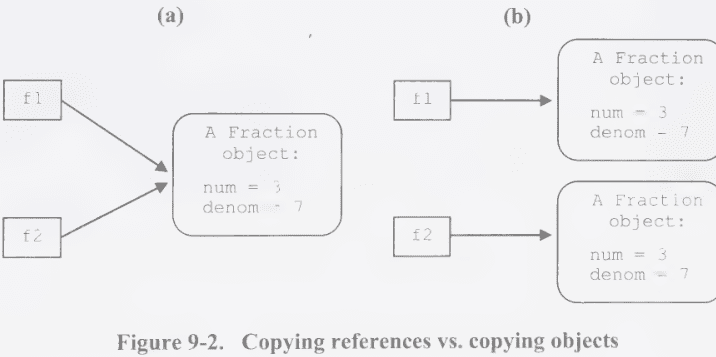 (a)
f1
f2
A Fraction
object:
num = 3
denom = 7
(b)
f1
A Fraction
object:
num = 3
denom = 7
f2
A Fraction
object:
num = 3
denom = 7
Figure 9-2. Copying references vs. copying objects